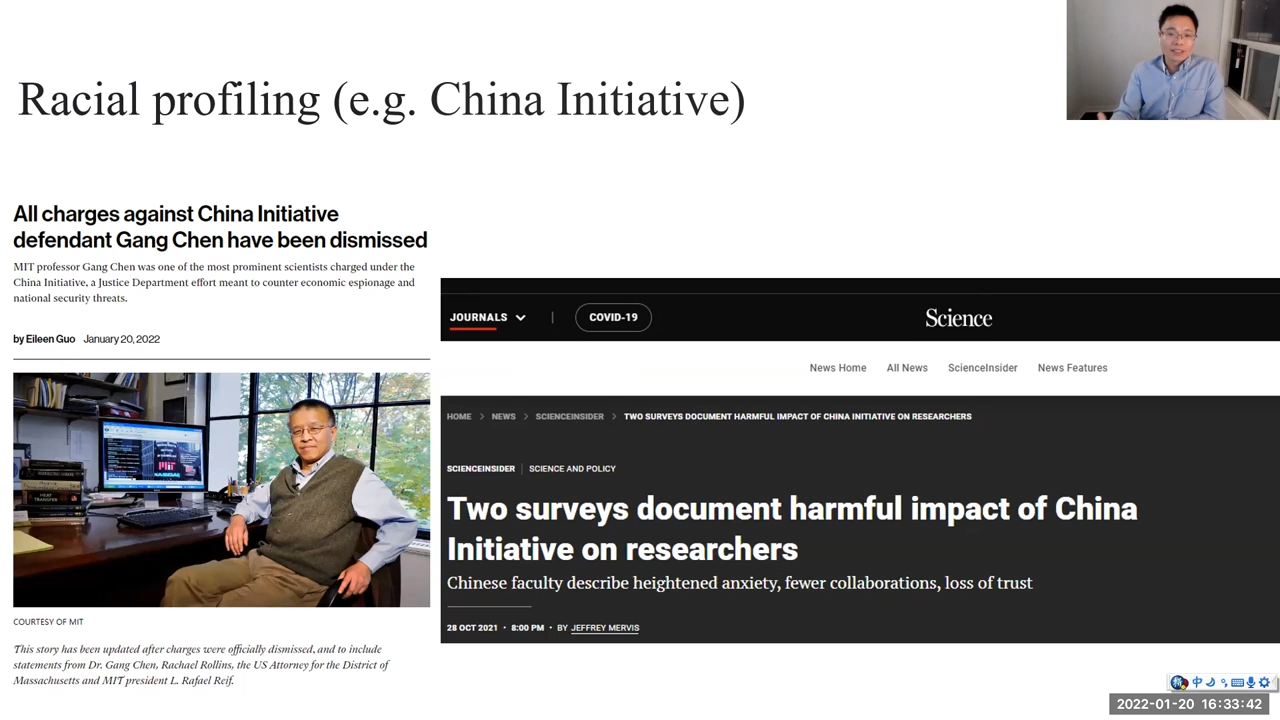 Racial profiling (e.g. China Initiative)
All charges against China Initiative
defendant Gang Chen have been dismissed
MIT professor Gang Chen was one of the most prominent scientists charged under the
China Initiative, a Justice Department effort meant to counter economic espionage and
national security threats.
by Eileen Guo January 20, 2022
HEAT TRANSFER
MIT
NASDAQ
COURTESY OF MIT
This story has been updated after charges were officially dismissed, and to include
statements from Dr. Gang Chen, Rachael Rollins, the US Attorney for the District of
Massachusetts and MIT president L. Rafael Reif.
JOURNALS
COVID-19
Science
News Home All News ScienceInsider News Features
HOME NEWS SCIENCEINSIDER TWO SURVEYS DOCUMENT HARMFUL IMPACT OF CHINA INITIATIVE ON RESEARCHERS
SCIENCEINSIDER SCIENCE AND POLICY
Two surveys document harmful impact of China
Initiative on researchers
Chinese faculty describe heightened anxiety, fewer collaborations, loss of trust
28 OCT 2021 • 8:00 PM • BY JEFFREY MERVIS
中
2022-01-20 16:33:42